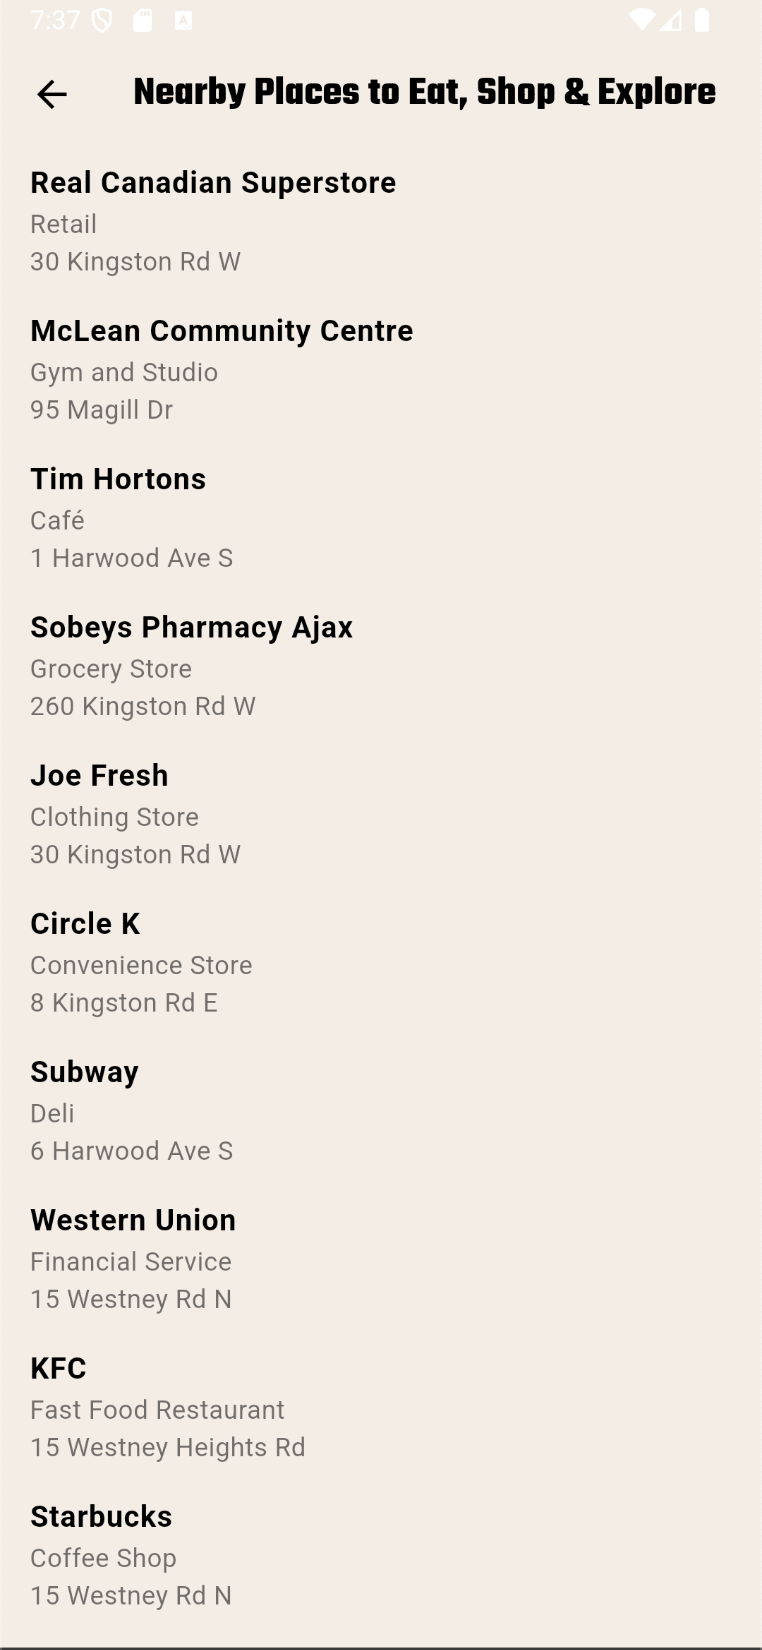 7:37
Nearby Places to Eat, Shop & Explore
Real Canadian Superstore
Retail
30 Kingston Rd W
McLean Community Centre
Gym and Studio
95 Magill Dr
Tim Hortons
Café
1 Harwood Ave S
Sobeys Pharmacy Ajax
Grocery Store
260 Kingston Rd W
Joe Fresh
Clothing Store
30 Kingston Rd W
Circle K
Convenience Store
8 Kingston Rd E
Subway
Deli
6 Harwood Ave S
Western Union
Financial Service
15 Westney Rd N
KFC
Fast Food Restaurant
15 Westney Heights Rd
Starbucks
Coffee Shop
15 Westney Rd N